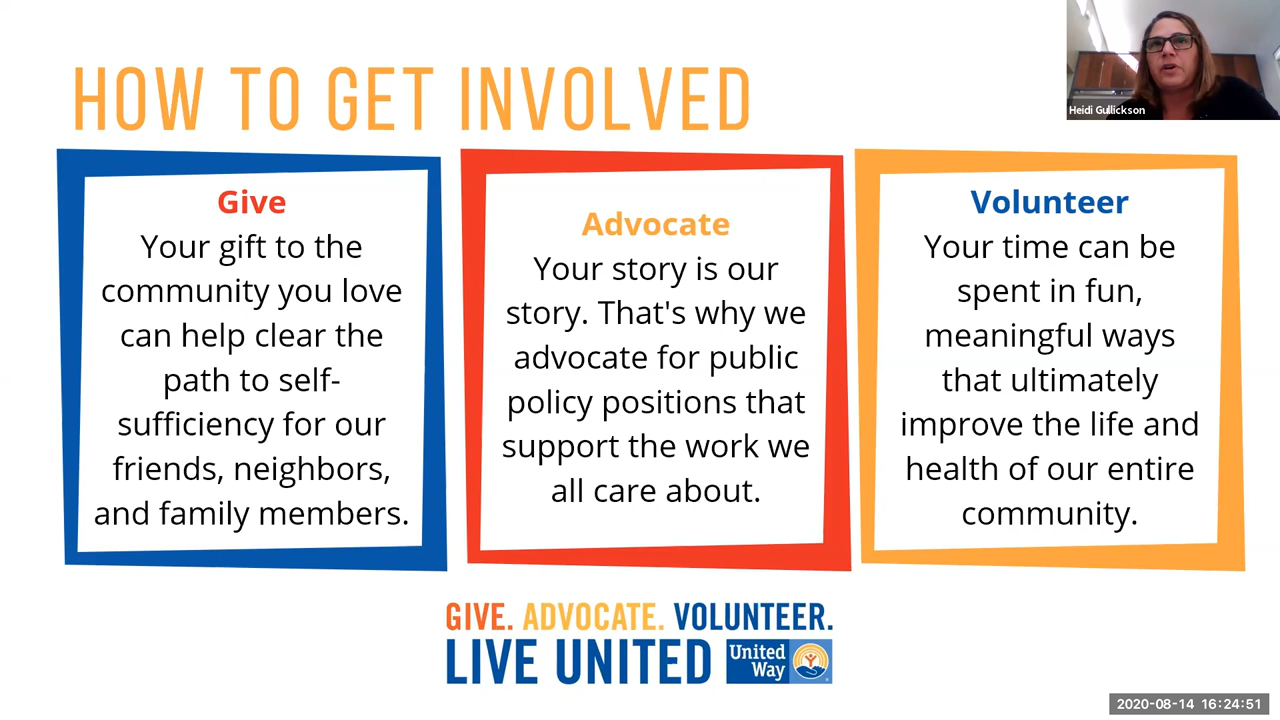 HOW TO GET INVOLVED
Heidi Gullickson
Give
Your gift to the
community you love
can help clear the
path to self-
sufficiency for our
friends, neighbors,
and family members.
Advocate
Your story is our
story. That's why we
advocate for public
policy positions that
support the work we
all care about.
Volunteer
Your time can be
spent in fun,
meaningful ways
that ultimately
improve the life and
health of our entire
community.
GIVE. ADVOCATE. VOLUNTEER.
LIVE UNITED
United
Way
2020-08-14 16:24:51